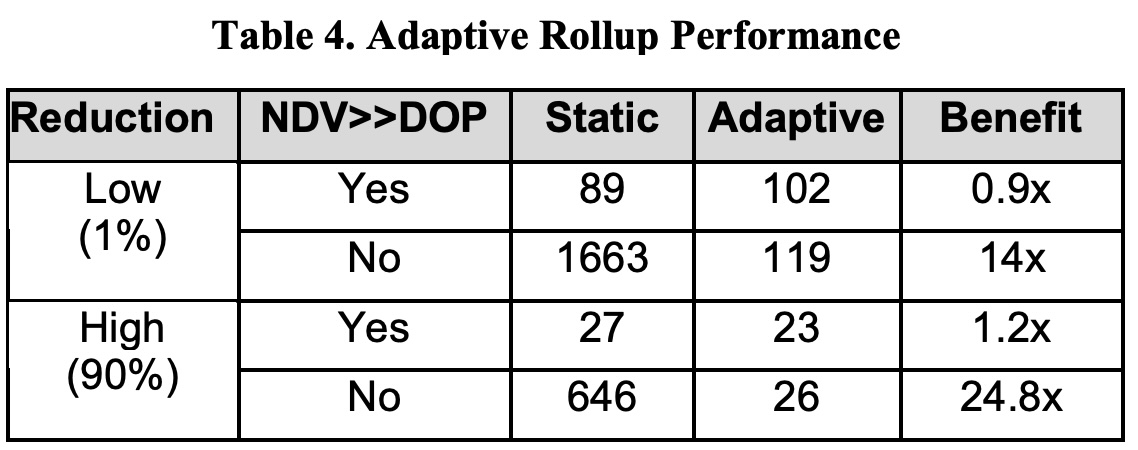 Table 4. Adaptive Rollup Performance
Reduction NDV>>DOP Static Adaptive Benefit
Low (1%) Yes 89 102 0.9x
No 1663 119 14x
High (90%) Yes 27 23 1.2x
No 646 26 24.8x